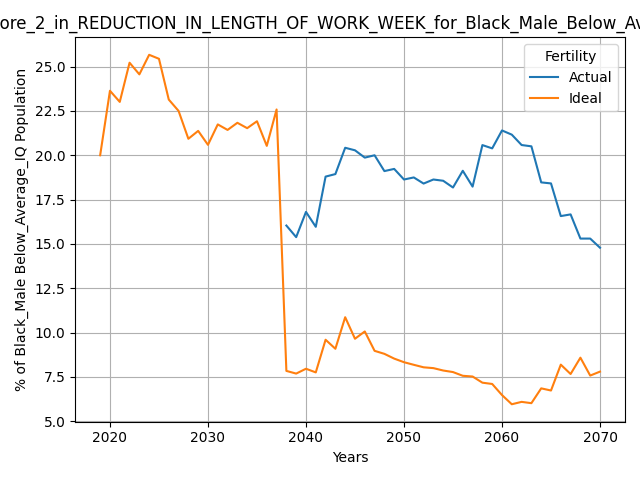 ore_2_in_REDUCTION_IN_LENGTH_OF_WORK_WEEK_for_Black_Male_Below_Av
Fertility
Actual
Ideal
% of Black_Male Below_Average_IQ Population
25.0
22.5
20.0
17.5
15.0
12.5
10.0
7.5
5.0
2020
2030
2040
2050
2060
2070
Years